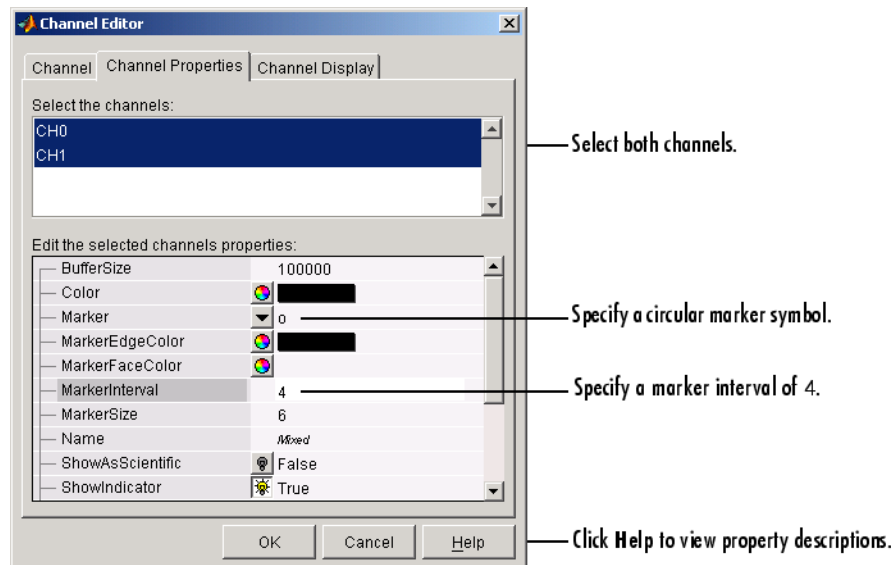 Channel Editor
Channel Channel Properties Channel Display
Select the channels:
CH0
CH1
Select both channels.
Edit the selected channels properties:
BufferSize 100000
Color
Marker o
Specify a circular marker symbol.
MarkerEdgeColor
MarkerFaceColor
MarkerInterval 4
Specify a marker interval of 4.
MarkerSize 6
Name Mixed
ShowAsScientific False
ShowIndicator True
OK Cancel Help
Click Help to view property descriptions.